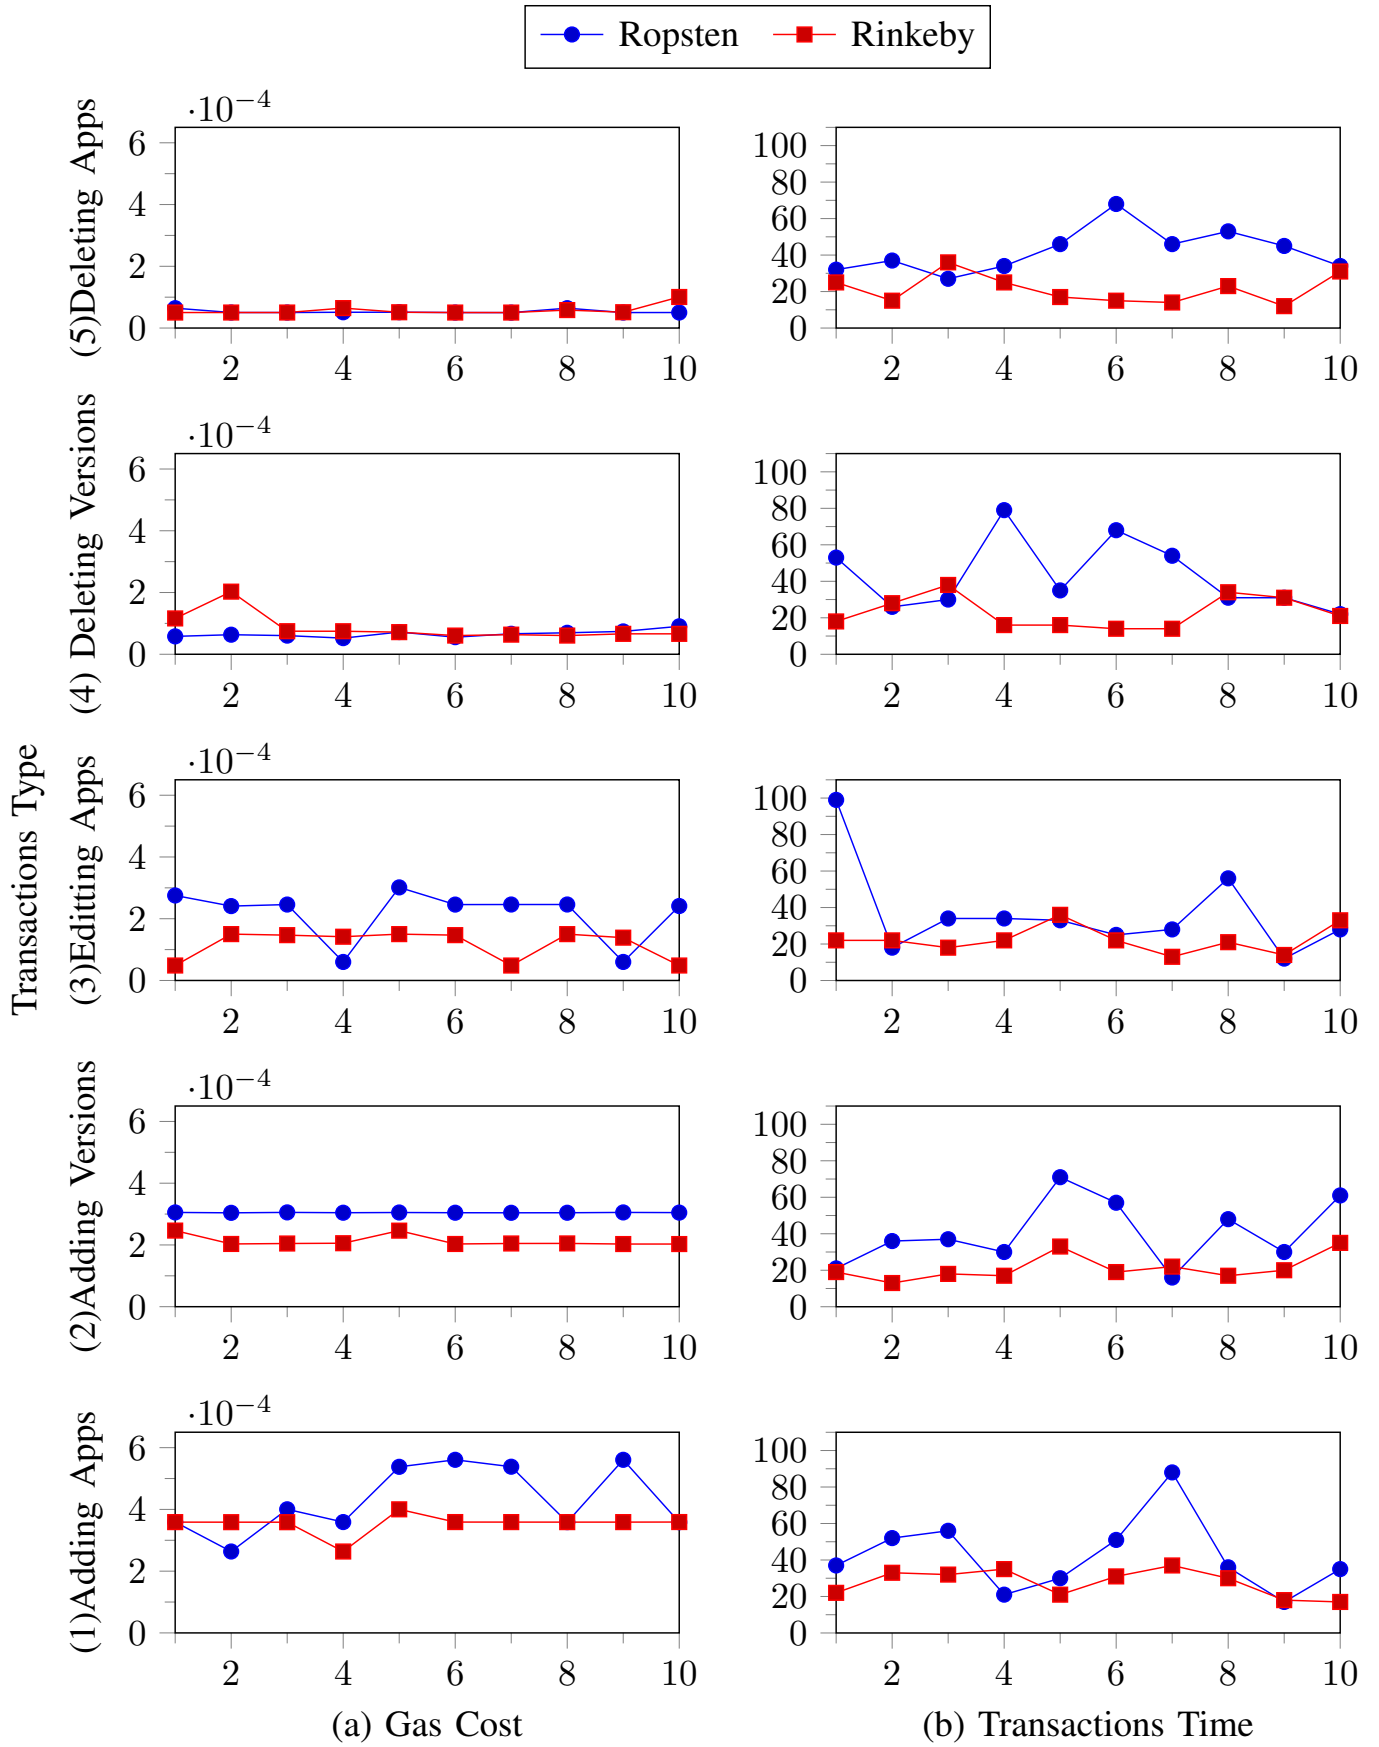 Ropsten Rinkeby
Transactions Type
(5)Deleting Apps
·10−4
6
4
2
0
2 4 6 8 10
100
80
60
40
20
0
2 4 6 8 10
(4) Deleting Versions
·10−4
6
4
2
0
2 4 6 8 10
100
80
60
40
20
0
2 4 6 8 10
(3)Editting Apps
·10−4
6
4
2
0
2 4 6 8 10
100
80
60
40
20
0
2 4 6 8 10
(2)Adding Versions
·10−4
6
4
2
0
2 4 6 8 10
100
80
60
40
20
0
2 4 6 8 10
(1)Adding Apps
·10−4
6
4
2
0
2 4 6 8 10
100
80
60
40
20
0
2 4 6 8 10
(a) Gas Cost
(b) Transactions Time